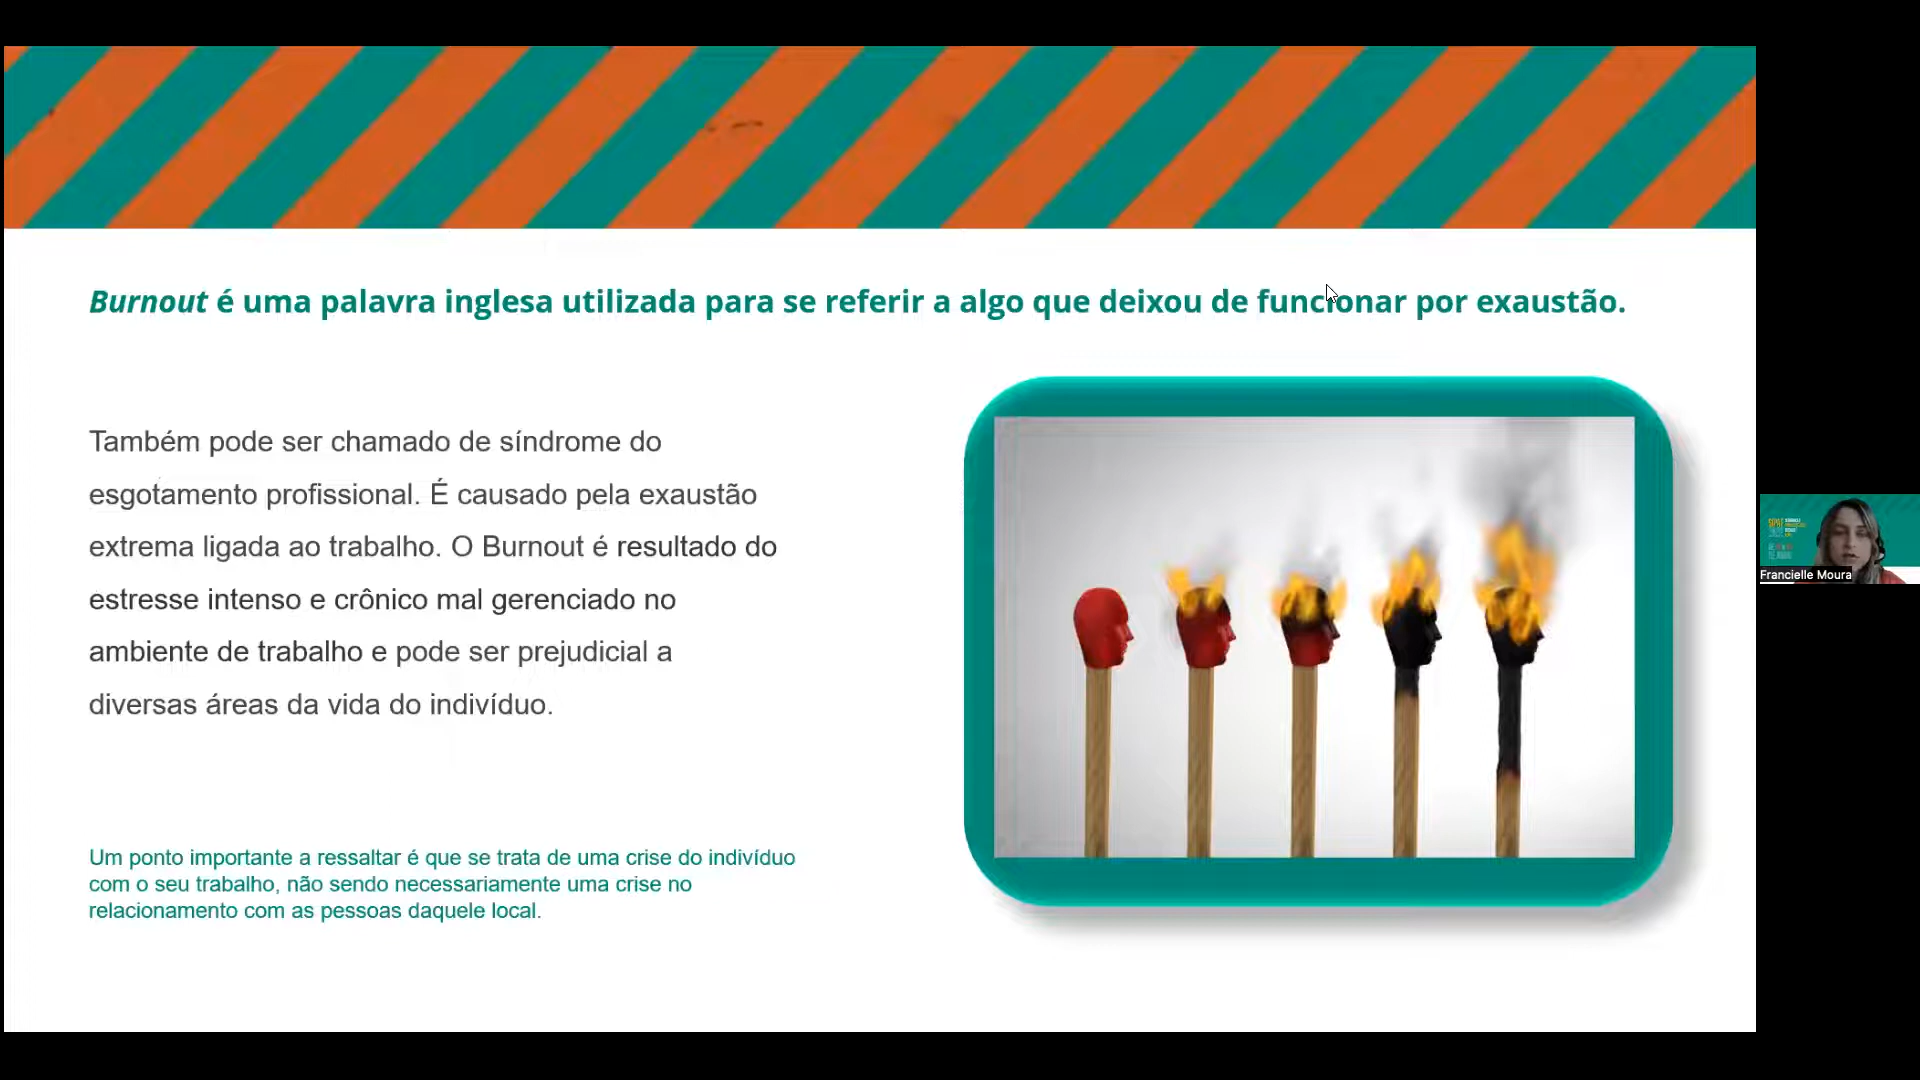 Burnout é uma palavra inglesa utilizada para se referir a algo que deixou de funcionar por exaustão.
Também pode ser chamado de síndrome do
esgotamento profissional. É causado pela exaustão
extrema ligada ao trabalho. O Burnout é resultado do
estresse intenso e crônico mal gerenciado no
ambiente de trabalho e pode ser prejudicial a
diversas áreas da vida do indivíduo.
Um ponto importante a ressaltar é que se trata de uma crise do indivíduo
com o seu trabalho, não sendo necessariamente uma crise no
relacionamento com as pessoas daquele local.
Francielle Moura